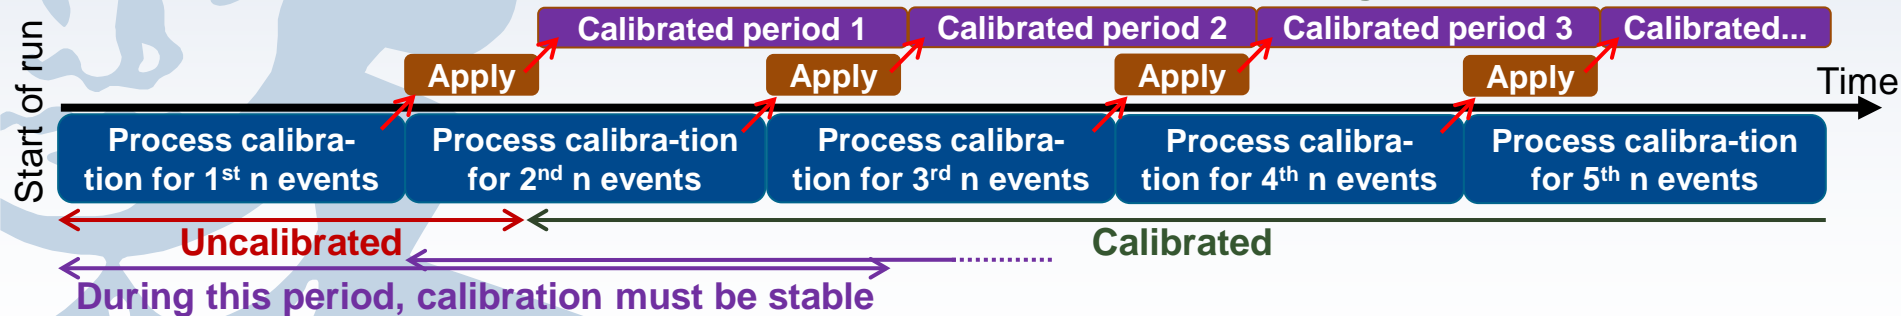 Start of run
Calibrated period 1
Calibrated period 2
Calibrated period 3
Calibrated...
Apply
Apply
Apply
Apply
Time
Process calibra-
tion for 1st n events
Process calibra-tion
for 2nd n events
Process calibra-
tion for 3rd n events
Process calibra-
tion for 4th n events
Process calibra-tion
for 5th n events
Uncalibrated
Calibrated
During this period, calibration must be stable